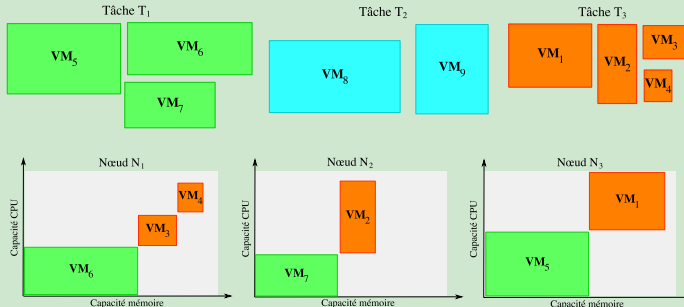 Tâche T1
Tâche T2
Tâche T3
VM5
VM6
VM7
VM8
VM9
VM1
VM2
VM3
VM4
Nœud N1
Nœud N2
Nœud N3
Capacité CPU
VM6
VM3
VM4
Capacité mémoire
Capacité CPU
VM7
VM2
Capacité mémoire
Capacité CPU
VM5
VM1
Capacité mémoire